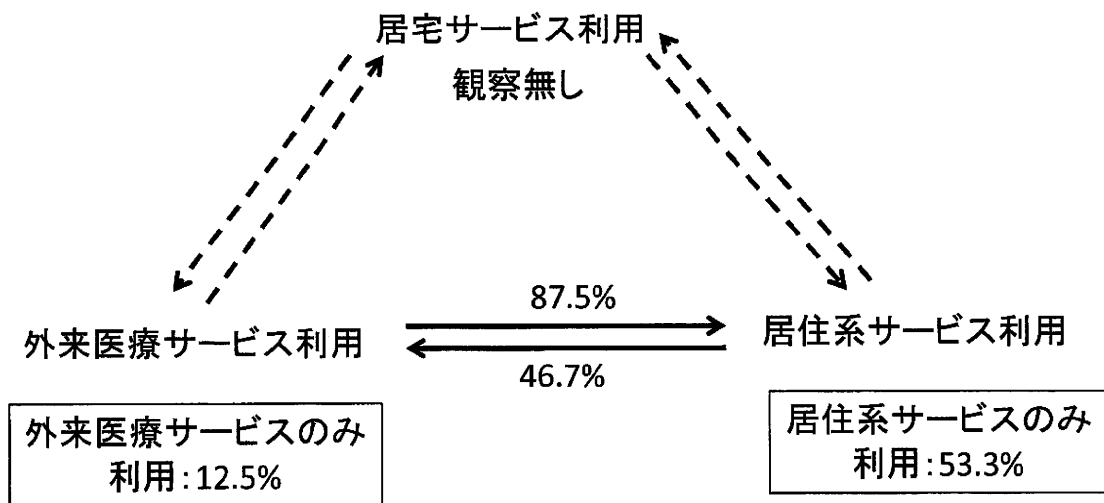 居宅サービス利用
観察無し
87.5%
外来医療サービス利用
居住系サービス利用
46.7%
外来医療サービスのみ
利用：12.5%
居住系サービスのみ
利用：53.3%